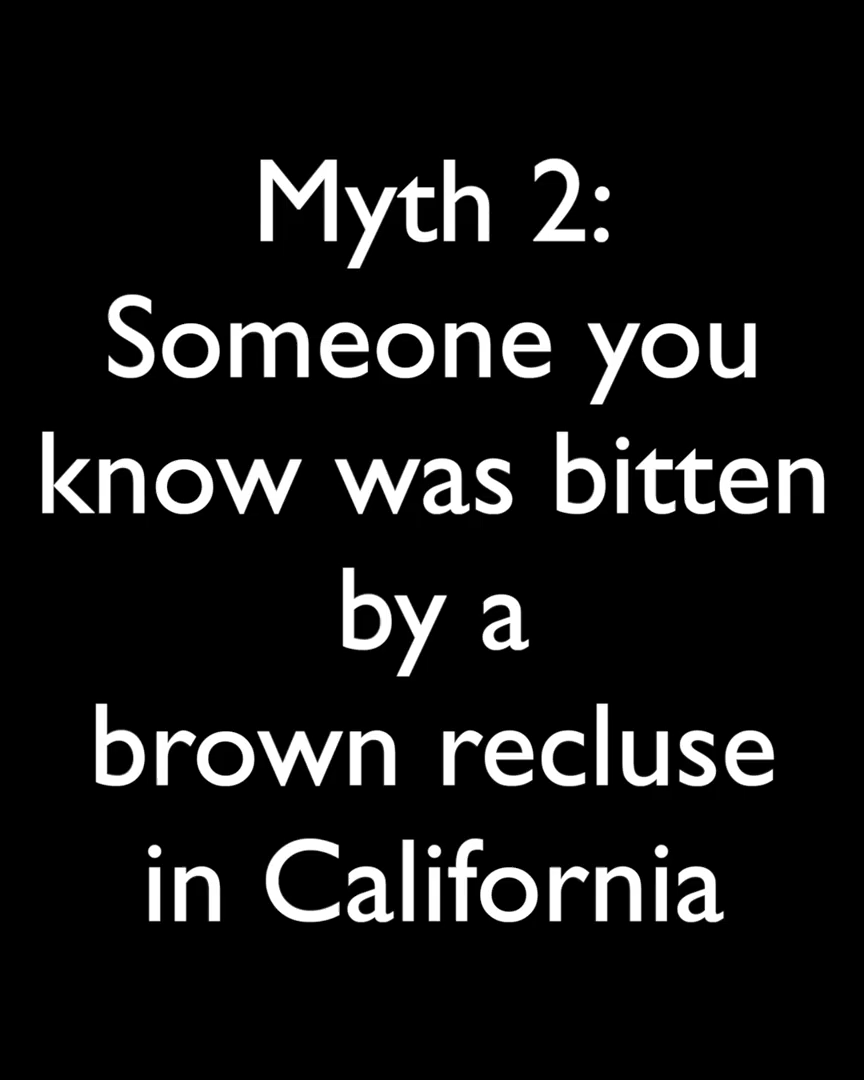 Myth 2:
Someone you
know was bitten
by a
brown recluse
in California